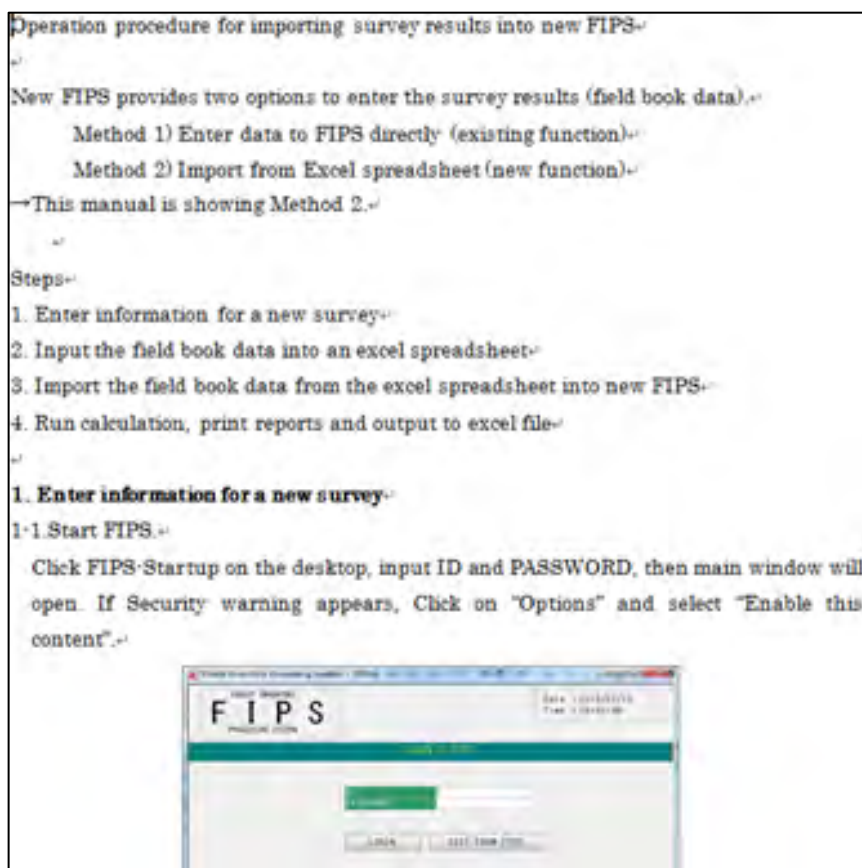 Operation procedure for importing survey results into new FIPS
New FIPS provides two options to enter the survey results (field book data).
Method 1) Enter data to FIPS directly (existing function)
Method 2) Import from Excel spreadsheet (new function)
→This manual is showing Method 2.
Steps
1. Enter information for a new survey
2. Input the field book data into an excel spreadsheet
3. Import the field book data from the excel spreadsheet into new FIPS
4. Run calculation, print reports and output to excel file
1. Enter information for a new survey
1-1.Start FIPS.
Click FIPS-Startup on the desktop, input ID and PASSWORD, then main window will
open. If Security warning appears, Click on "Options" and select "Enable this
content".
FIPS